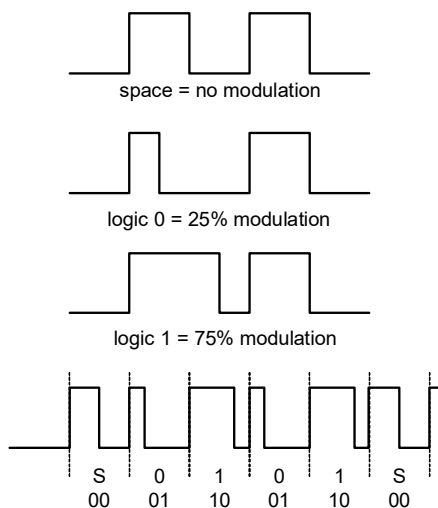 space = no modulation
logic 0 = 25% modulation
logic 1 = 75% modulation
S 0 1 0 1 S
00 01 10 01 10 00